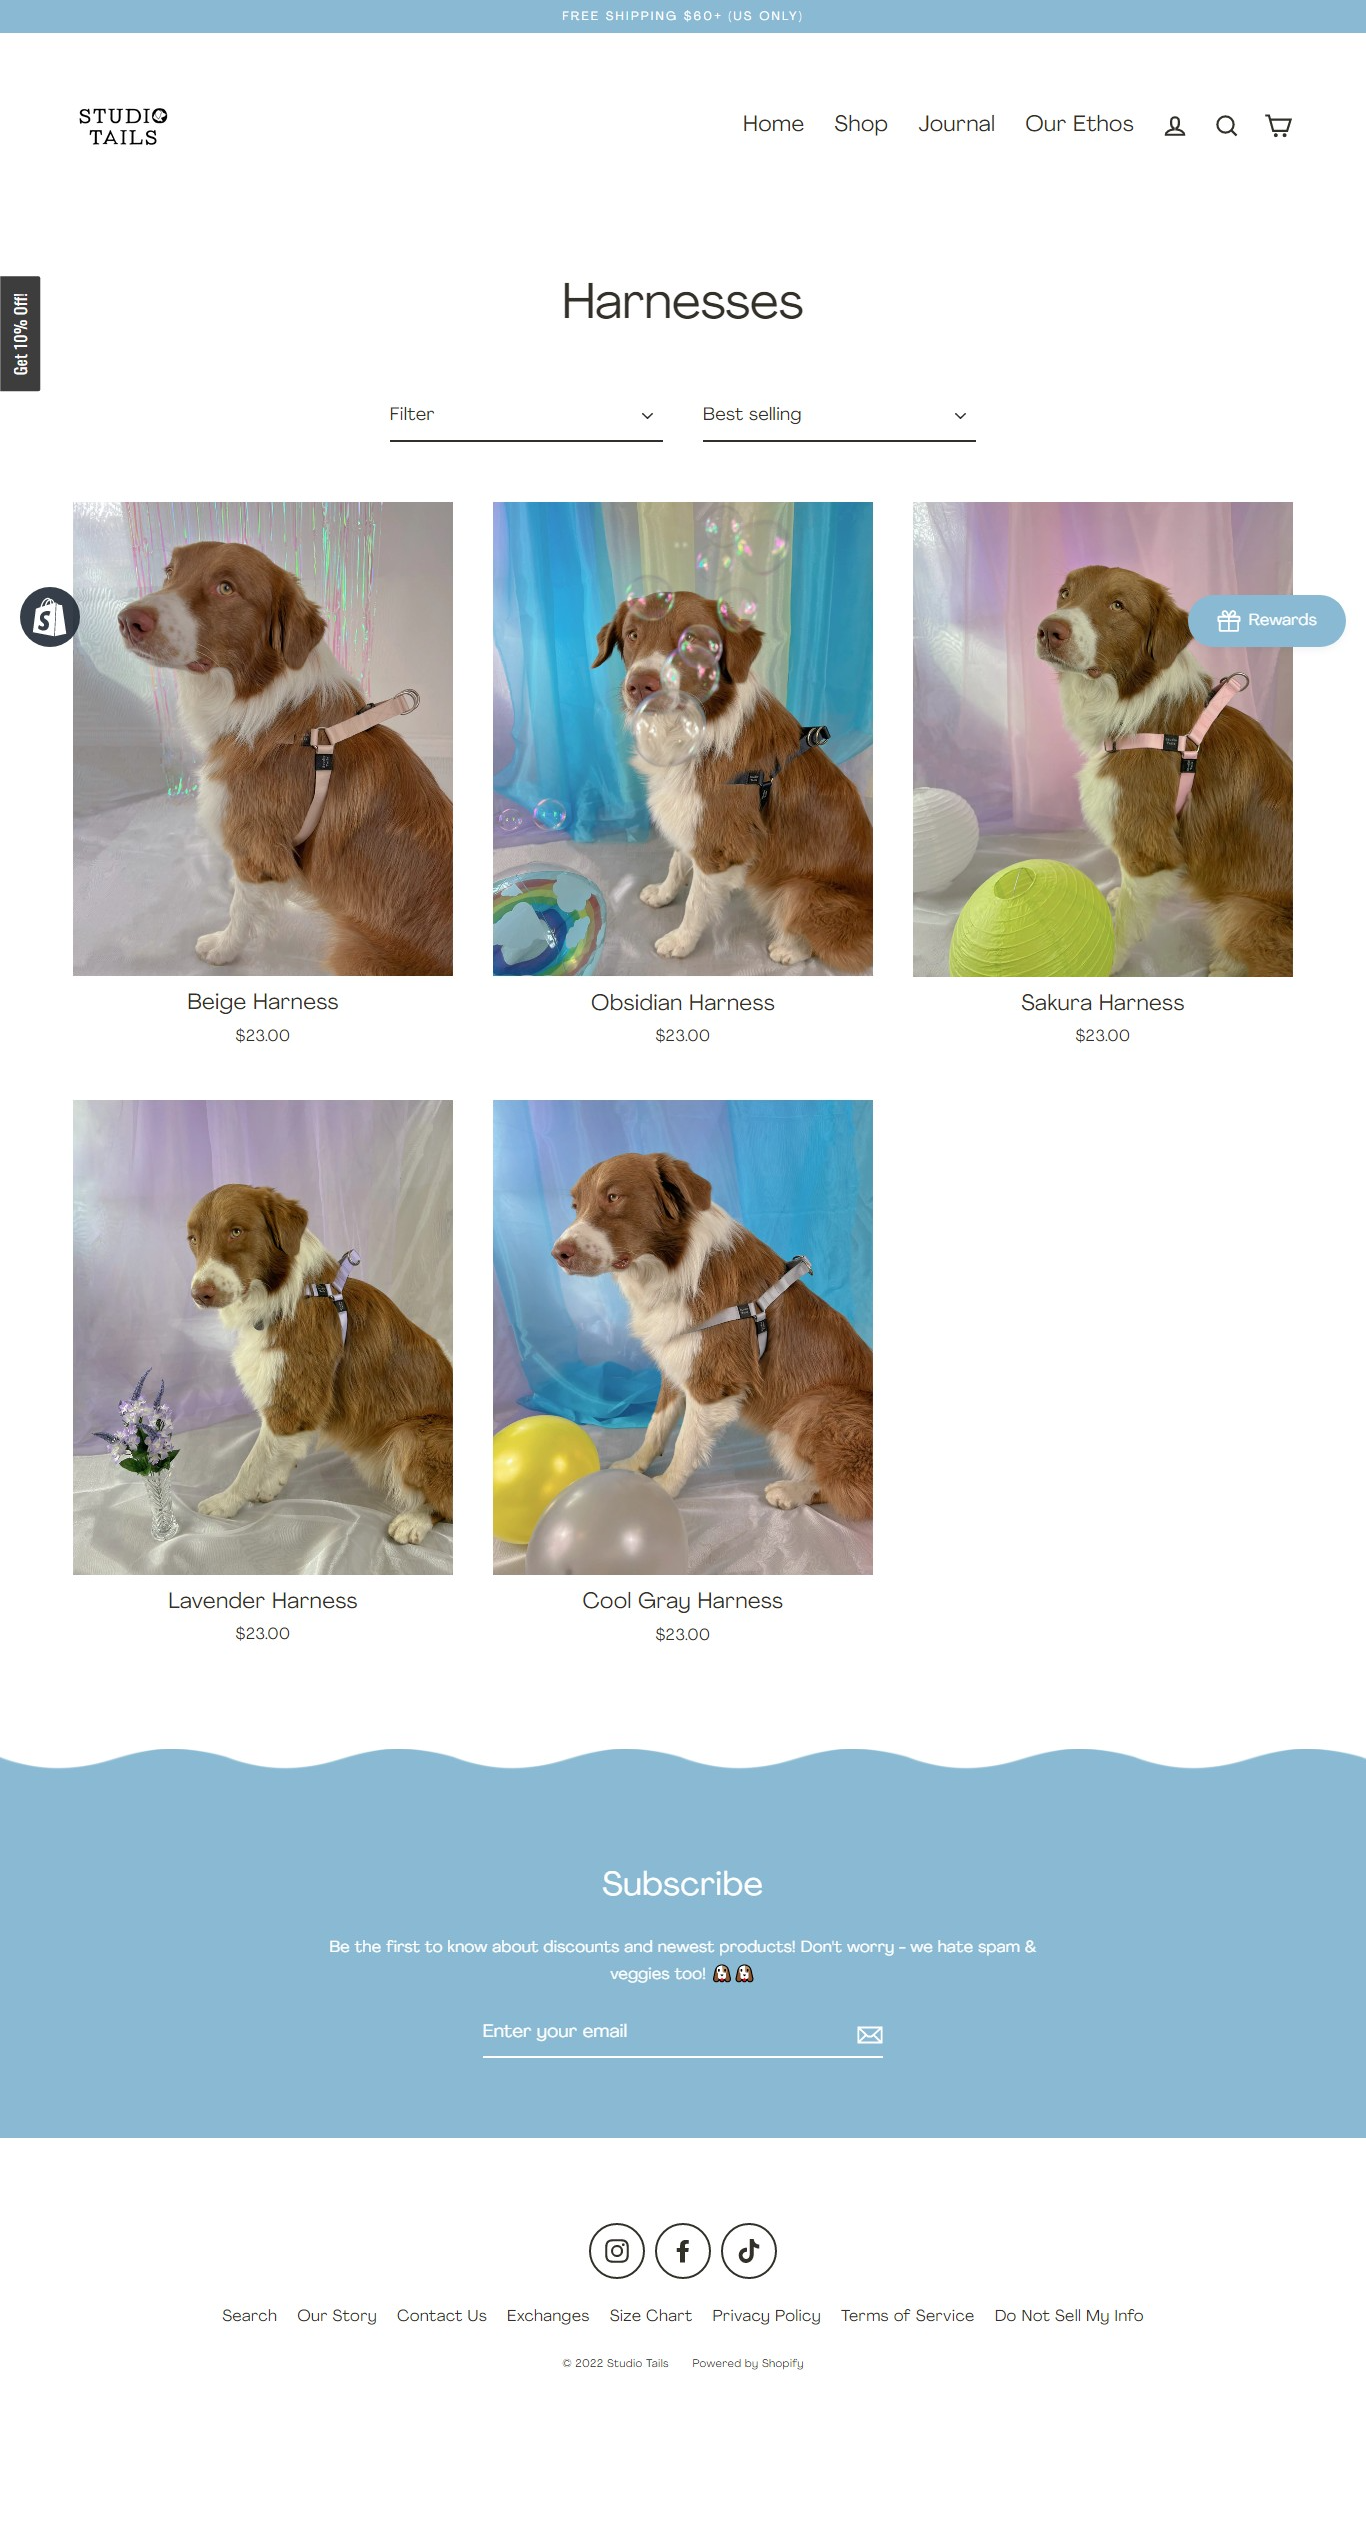 FREE SHIPPING $60+ (US ONLY)
STUDIO
TAILS
Home Shop Journal Our Ethos
Get 10% Off!
Harnesses
Filter Best selling
Rewards
Beige Harness Obsidian Harness Sakura Harness
$23.00 $23.00 $23.00
Lavender Harness Cool Gray Harness
$23.00 $23.00
Subscribe
Be the first to know about discounts and newest products! Don't worry - we hate spam &
veggies too!
Enter your email
Search Our Story Contact Us Exchanges Size Chart Privacy Policy Terms of Service Do Not Sell My Info
© 2022 Studio Tails Powered by Shopify